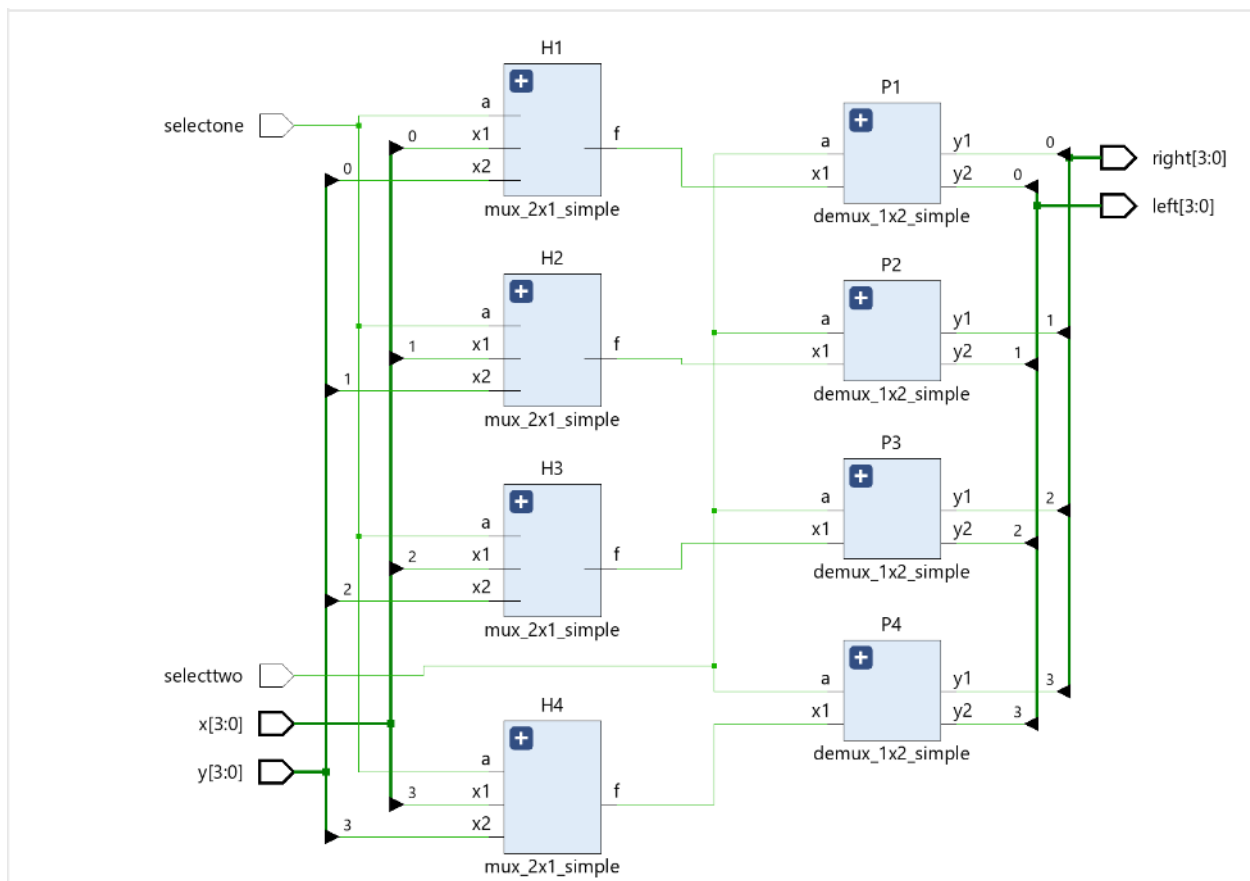 H1
selectone
a
x1
x2
0
0
f
mux_2x1_simple
P1
a
x1
y1
y2
0
0
demux_1x2_simple
right[3:0]
left[3:0]
H2
a
x1
x2
1
1
f
mux_2x1_simple
P2
a
x1
y1
y2
1
1
demux_1x2_simple
H3
a
x1
x2
2
2
f
mux_2x1_simple
P3
a
x1
y1
y2
2
2
demux_1x2_simple
selecttwo
x[3:0]
y[3:0]
H4
a
x1
x2
3
3
f
mux_2x1_simple
P4
a
x1
y1
y2
3
3
demux_1x2_simple